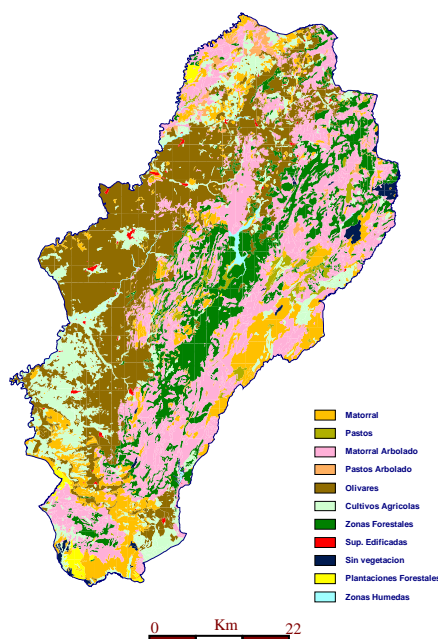 Matorral
Pastos
Matorral Arbolado
Pastos Arbolado
Olivares
Cultivos Agricolas
Zonas Forestales
Sup. Edificadas
Sin vegetacion
Plantaciones Forestales
Zonas Humedas
0 Km 22